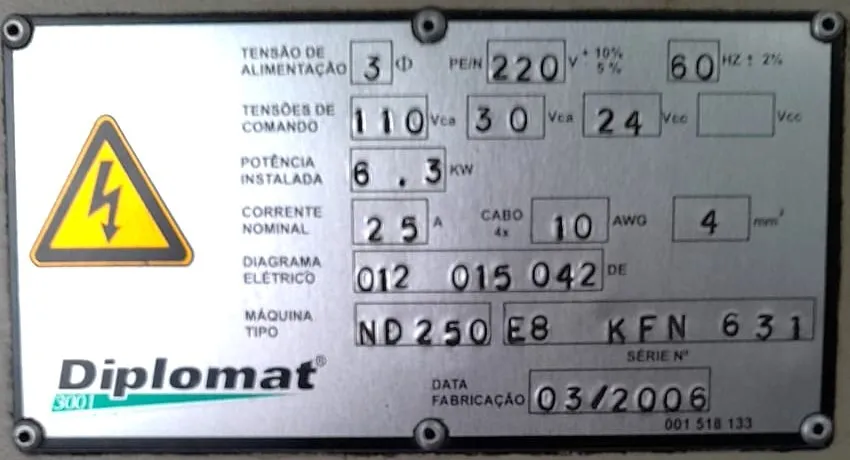 TENSÃO DE ALIMENTAÇÃO 3 Φ PE/N 220 V + 10% 5% 60 HZ ± 2%
TENSÕES DE COMANDO 110 Vca 30 Vca 24 Vcc Vcc
POTÊNCIA INSTALADA 6.3 KW
CORRENTE NOMINAL 25 A CABO 4x 10 AWG 4 mm²
DIAGRAMA ELÉTRICO 012 015 042 DE
MÁQUINA TIPO ND250 E8 KFN 631
SÉRIE Nº
Diplomat®
3001
DATA FABRICAÇÃO 03/2006
001 518 133